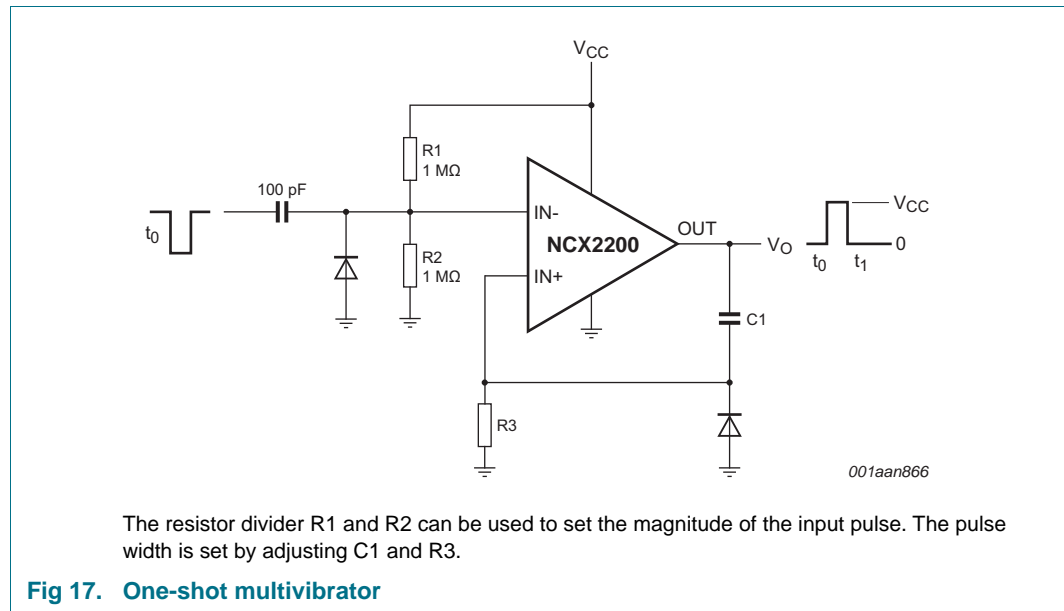 VCC
R1
1 MΩ
100 pF
t0
IN-
OUT
VCC
NCX2200
VO
0
R2
1 MΩ
t0
t1
IN+
C1
R3
001aan866
The resistor divider R1 and R2 can be used to set the magnitude of the input pulse. The pulse
width is set by adjusting C1 and R3.
Fig 17. One-shot multivibrator